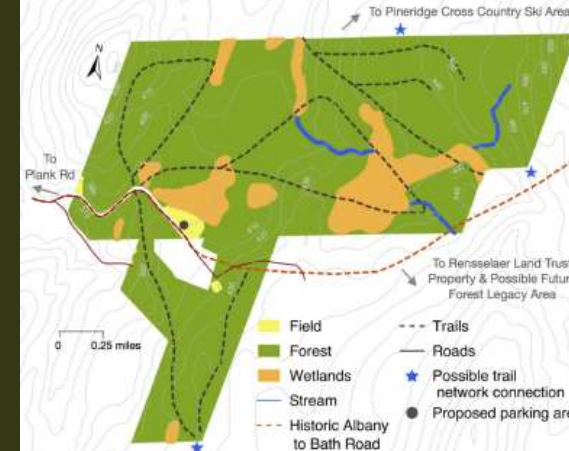 To Pineridge Cross Country Ski Area
N
To
Plank Rd
To Rensselaer Land Trust
Property & Possible Futur
Forest Legacy Area
0 0.25 miles
Field
Forest
Wetlands
Stream
Historic Albany
to Bath Road
Trails
Roads
Possible trail
network connection
Proposed parking are